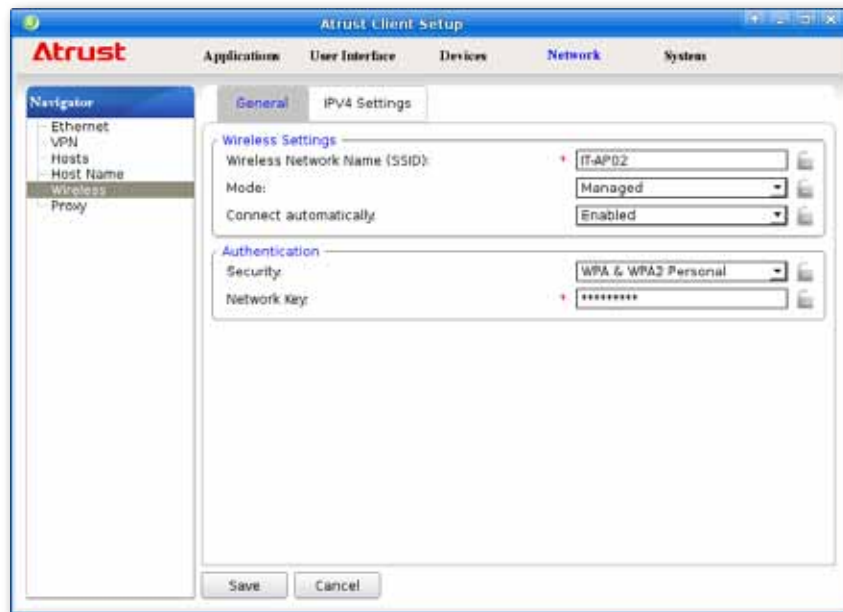 Atrust Client Setup
Atrust
Applications User Interface Devices Network System
Navigator
Ethernet
VPN
Hosts
Host Name
Wireless
Proxy
General IPV4 Settings
Wireless Settings
Wireless Network Name (SSID): * IT-AP02
Mode: Managed
Connect automatically: Enabled
Authentication
Security: WPA & WPA2 Personal
Network Key: * *********
Save Cancel